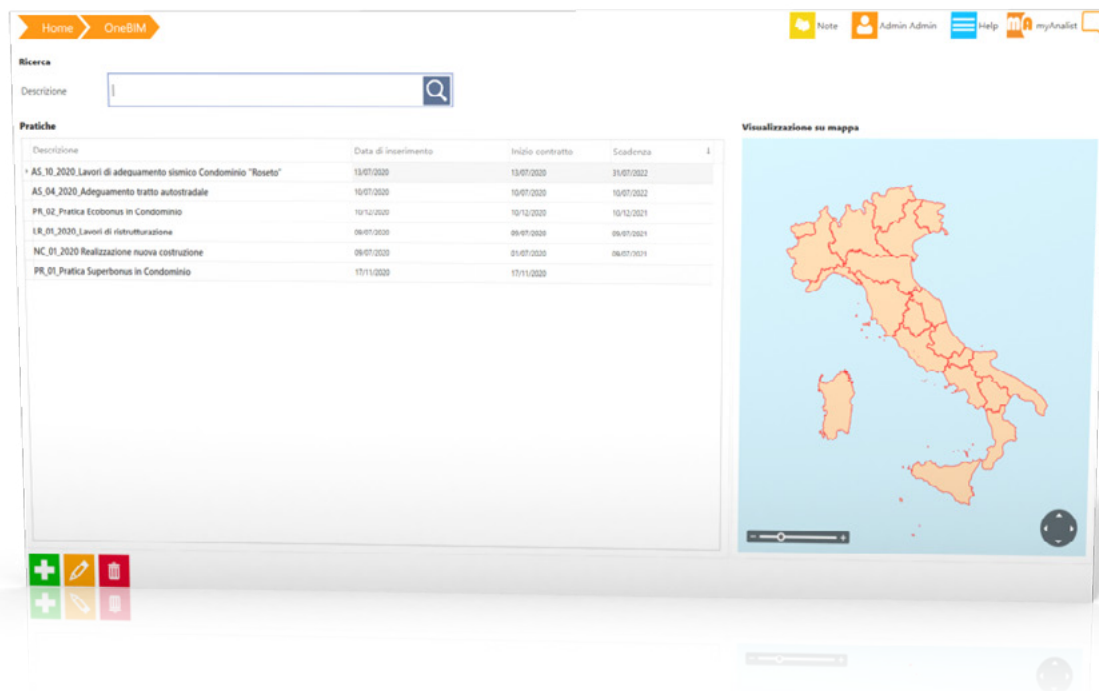 Home OneBIM Note Admin Admin Help mA myAnalist
Ricerca
Descrizione
Pratiche Visualizzazione su mappa
Descrizione Data di inserimento Inizio contratto Scadenza
AS_10_2020_Lavori di adeguamento sismico Condominio "Roseto" 13/07/2020 13/07/2020 31/07/2022
AS_04_2020_Adeguamento tratto autostradale 10/07/2020 10/07/2020 10/07/2022
PR_02_Pratica Ecobonus in Condominio 10/12/2020 10/12/2020 10/12/2021
LR_01_2020_Lavori di ristrutturazione 09/07/2020 09/07/2020 09/07/2021
NC_01_2020 Realizzazione nuova costruzione 09/07/2020 01/07/2020 08/07/2021
PR_01_Pratica Superbonus in Condominio 17/11/2020 17/11/2020